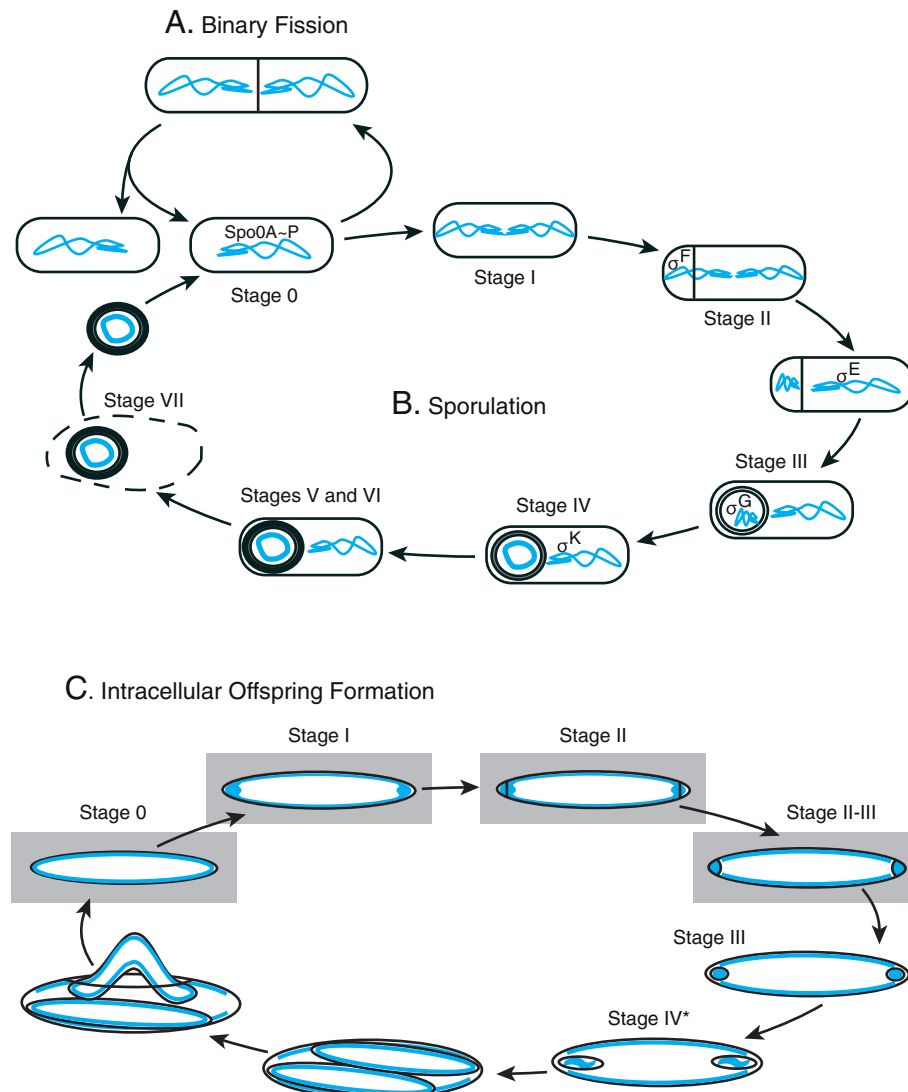 A. Binary Fission
Spo0A~P
Stage 0
Stage I
σF
Stage II
σE
B. Sporulation
Stage III
σG
Stage IV
σK
Stages V and VI
Stage VII
C. Intracellular Offspring Formation
Stage 0
Stage I
Stage II
Stage II-III
Stage III
Stage IV*